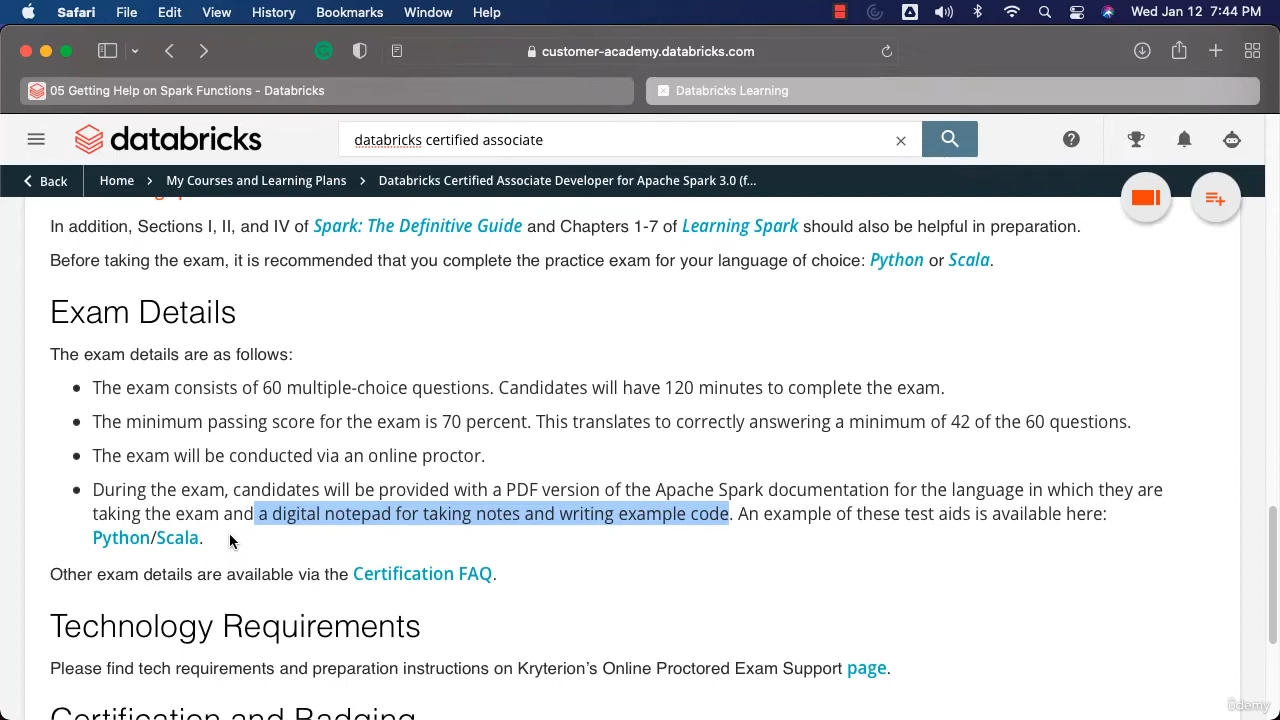 Safari File Edit View History Bookmarks Window Help Wed Jan 12 7:44 PM
customer-academy.databricks.com
05 Getting Help on Spark Functions - Databricks Databricks Learning
databricks databricks certified associate
Back Home My Courses and Learning Plans Databricks Certified Associate Developer for Apache Spark 3.0 (f...
In addition, Sections I, II, and IV of Spark: The Definitive Guide and Chapters 1-7 of Learning Spark should also be helpful in preparation.
Before taking the exam, it is recommended that you complete the practice exam for your language of choice: Python or Scala.
Exam Details
The exam details are as follows:
The exam consists of 60 multiple-choice questions. Candidates will have 120 minutes to complete the exam.
The minimum passing score for the exam is 70 percent. This translates to correctly answering a minimum of 42 of the 60 questions.
The exam will be conducted via an online proctor.
During the exam, candidates will be provided with a PDF version of the Apache Spark documentation for the language in which they are
taking the exam and a digital notepad for taking notes and writing example code. An example of these test aids is available here:
Python/Scala.
Other exam details are available via the Certification FAQ.
Technology Requirements
Please find tech requirements and preparation instructions on Kryterion's Online Proctored Exam Support page.
Certification and Badging
ûdemy